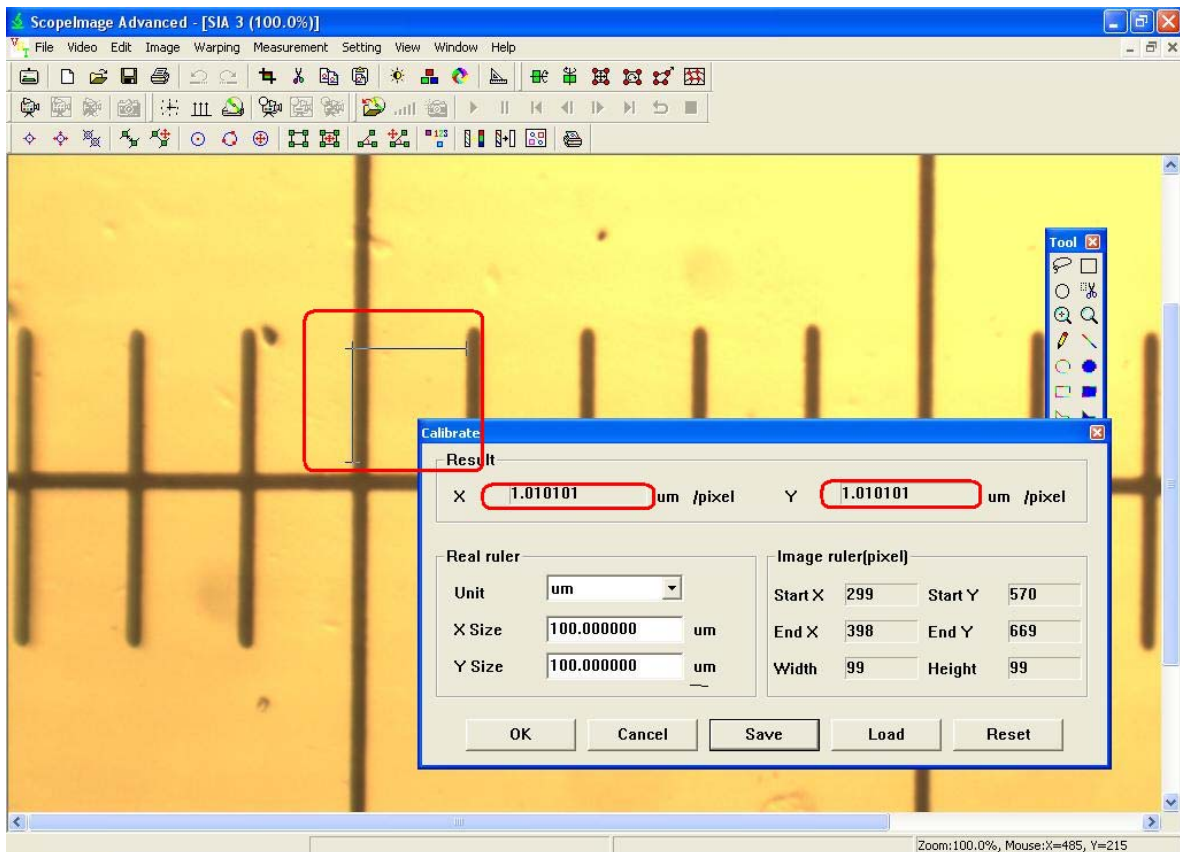 ScopeImage Advanced - [SIA 3 (100.0%)]
File Video Edit Image Warping Measurement Setting View Window Help
123
Tool
Calibrate
Result
X 1.010101 um /pixel Y 1.010101 um /pixel
Real ruler
Image ruler(pixel)
Unit um
Start X 299 Start Y 570
X Size 100.000000 um
End X 398 End Y 669
Y Size 100.000000 um
Width 99 Height 99
OK Cancel Save Load Reset
Zoom:100.0%, Mouse:X=485, Y=215